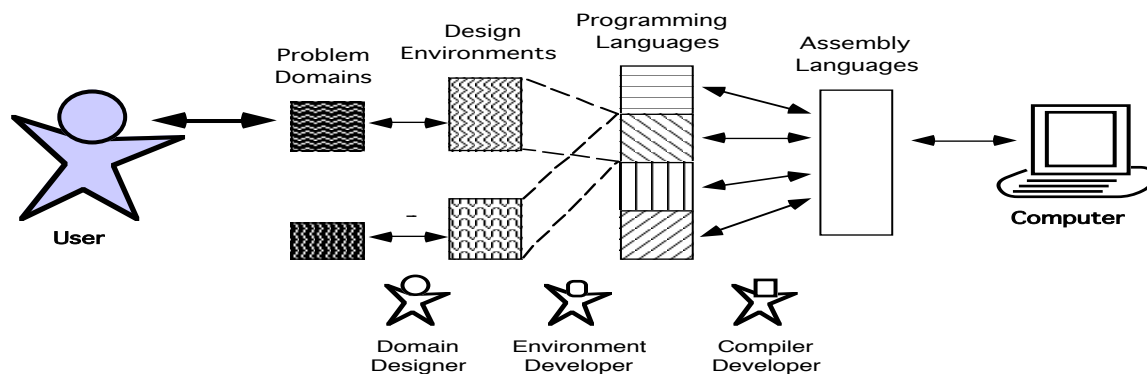 Problem
Domains
Design
Environments
Programming
Languages
Assembly
Languages
User
Computer
Domain
Designer
Environment
Developer
Compiler
Developer